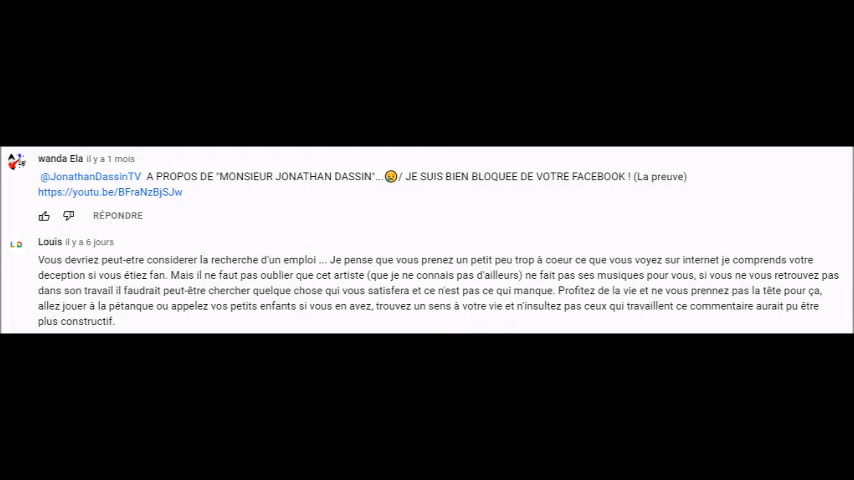 wanda Ela il y a 1 mois
@JonathanDassinTV A PROPOS DE "MONSIEUR JONATHAN DASSIN"...😥/ JE SUIS BIEN BLOQUEE DE VOTRE FACEBOOK ! (La preuve)
https://youtu.be/BFraNzBjSJw
RÉPONDRE
Louis il y a 6 jours
Vous devriez peut-etre considerer la recherche d'un emploi ... Je pense que vous prenez un petit peu trop à coeur ce que vous voyez sur internet je comprends votre
deception si vous étiez fan. Mais il ne faut pas oublier que cet artiste (que je ne connais pas d'ailleurs) ne fait pas ses musiques pour vous, si vous ne vous retrouvez pas
dans son travail il faudrait peut-être chercher quelque chose qui vous satisfera et ce n'est pas ce qui manque. Profitez de la vie et ne vous prennez pas la tête pour ça,
allez jouer à la pétanque ou appelez vos petits enfants si vous en avez, trouvez un sens à votre vie et n'insultez pas ceux qui travaillent ce commentaire aurait pu être
plus constructif.